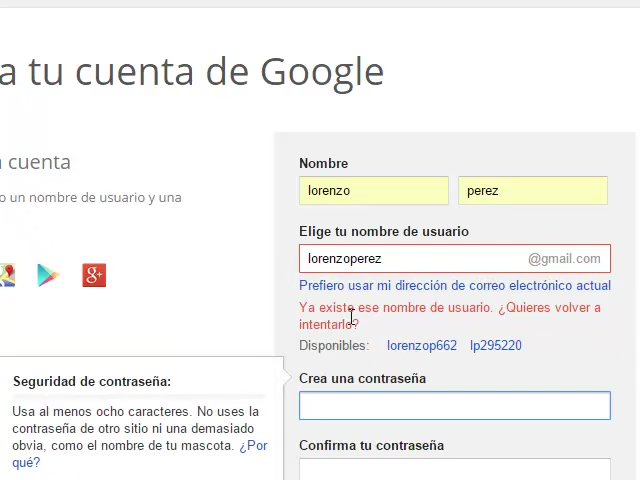 a tu cuenta de Google
cuenta
o un nombre de usuario y una
Nombre
lorenzo perez
Elige tu nombre de usuario
lorenzoperez @gmail.com
Prefiero usar mi dirección de correo electrónico actual
Ya existe ese nombre de usuario. ¿Quieres volver a
intentarlo?
Disponibles: lorenzop662 lp295220
Seguridad de contraseña:
Usa al menos ocho caracteres. No uses la
contraseña de otro sitio ni una demasiado
obvia, como el nombre de tu mascota. ¿Por
qué?
Crea una contraseña
Confirma tu contraseña